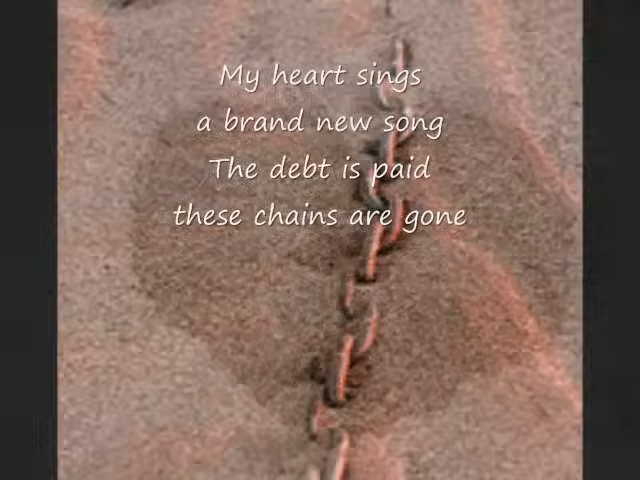 My heart sings
a brand new song
The debt is paid
these chains are gone